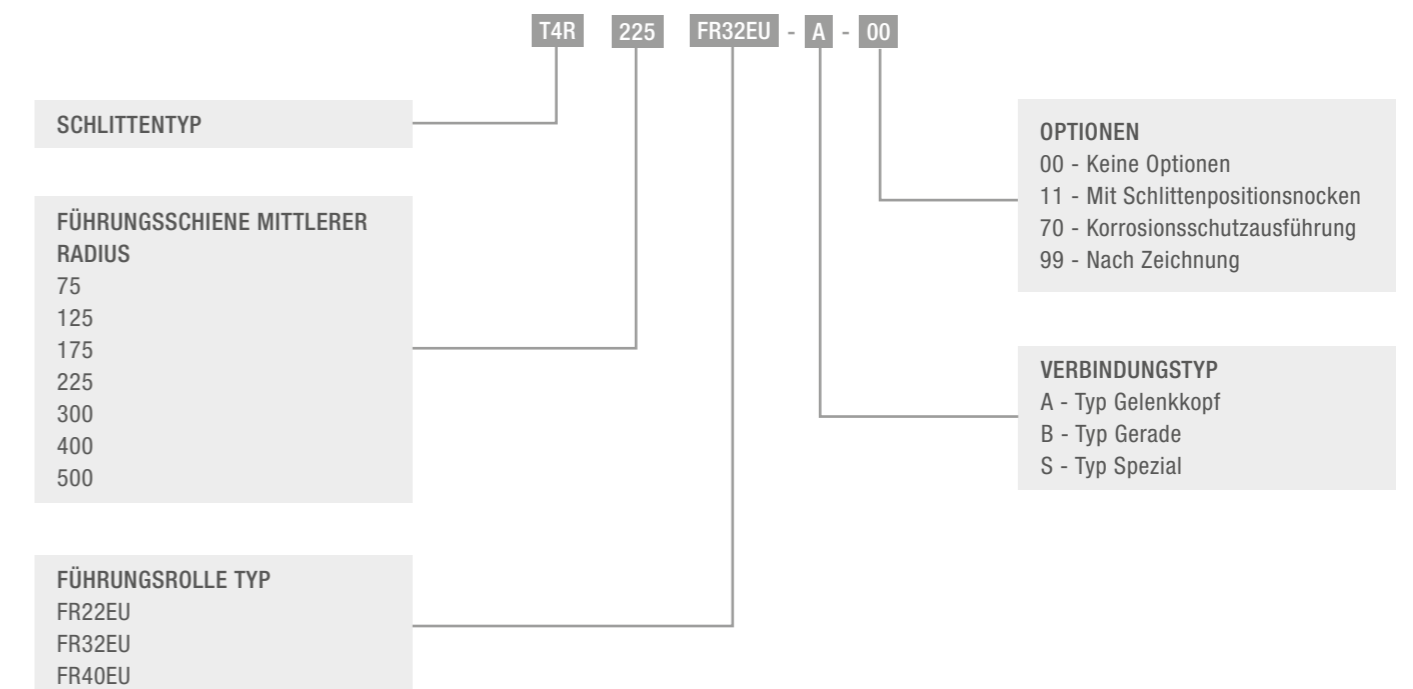 T4R 225 FR32EU - A - 00
SCHLITTENTYP
FÜHRUNGSSCHIENE MITTLERER
RADIUS
75
125
175
225
300
400
500
FÜHRUNGSROLLE TYP
FR22EU
FR32EU
FR40EU
OPTIONEN
00 - Keine Optionen
11 - Mit Schlittenpositionsnocken
70 - Korrosionsschutzausführung
99 - Nach Zeichnung
VERBINDUNGSTYP
A - Typ Gelenkkopf
B - Typ Gerade
S - Typ Spezial